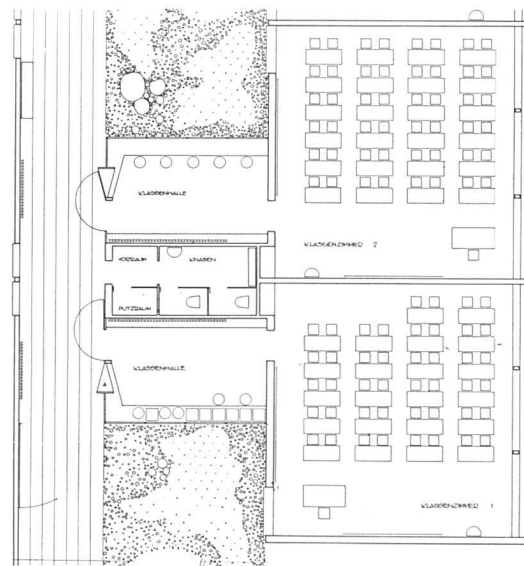 KLASSENHALLE
KLASSENZIMMER 2
VORRAUM
KNABEN
PUTZRAUM
KLASSENHALLE
A
KLASSENZIMMER 1